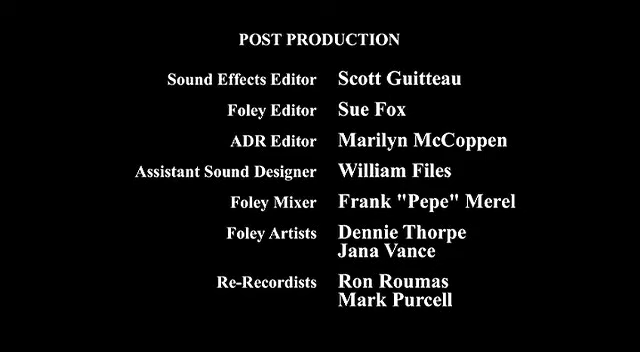 POST PRODUCTION
Sound Effects Editor Scott Guitteau
Foley Editor Sue Fox
ADR Editor Marilyn McCoppen
Assistant Sound Designer William Files
Foley Mixer Frank "Pepe" Merel
Foley Artists Dennie Thorpe
Jana Vance
Re-Recordists Ron Roumas
Mark Purcell